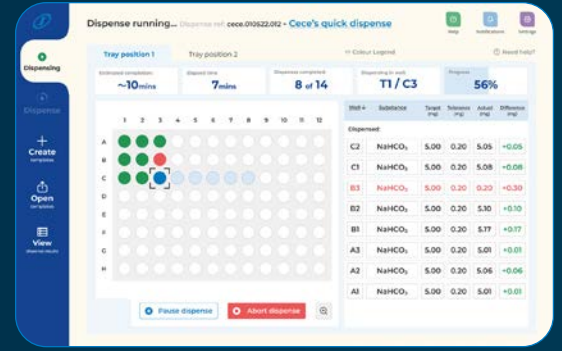 Dispense running... Dispense ref: cece.010522.012 - Cece's quick dispense
Help
Notifications
Settings
Dispensing
Dispense
Create
templates
Open
templates
View
dispense results
Tray position 1
Tray position 2
Colour Legend
Need help?
Estimated completion:
~10mins
Elapsed time:
7mins
Dispenses completed:
8 of 14
Dispensing to well:
T1 / C3
Progress:
56%
1 2 3 4 5 6 7 8 9 10 11 12
A
B
C
D
E
F
G
H
Well Substance Target (mg) Tolerance (mg) Actual (mg) Difference (mg)
Dispensed:
C2 NaHCO₃ 5.00 0.20 5.05 +0.05
C1 NaHCO₃ 5.00 0.20 5.08 +0.08
B3 NaHCO₃ 5.00 0.20 0.20 +0.30
B2 NaHCO₃ 5.00 0.20 5.10 +0.10
B1 NaHCO₃ 5.00 0.20 5.17 +0.17
A3 NaHCO₃ 5.00 0.20 5.01 +0.01
A2 NaHCO₃ 5.00 0.20 5.06 +0.06
A1 NaHCO₃ 5.00 0.20 5.01 +0.01
Pause dispense
Abort dispense